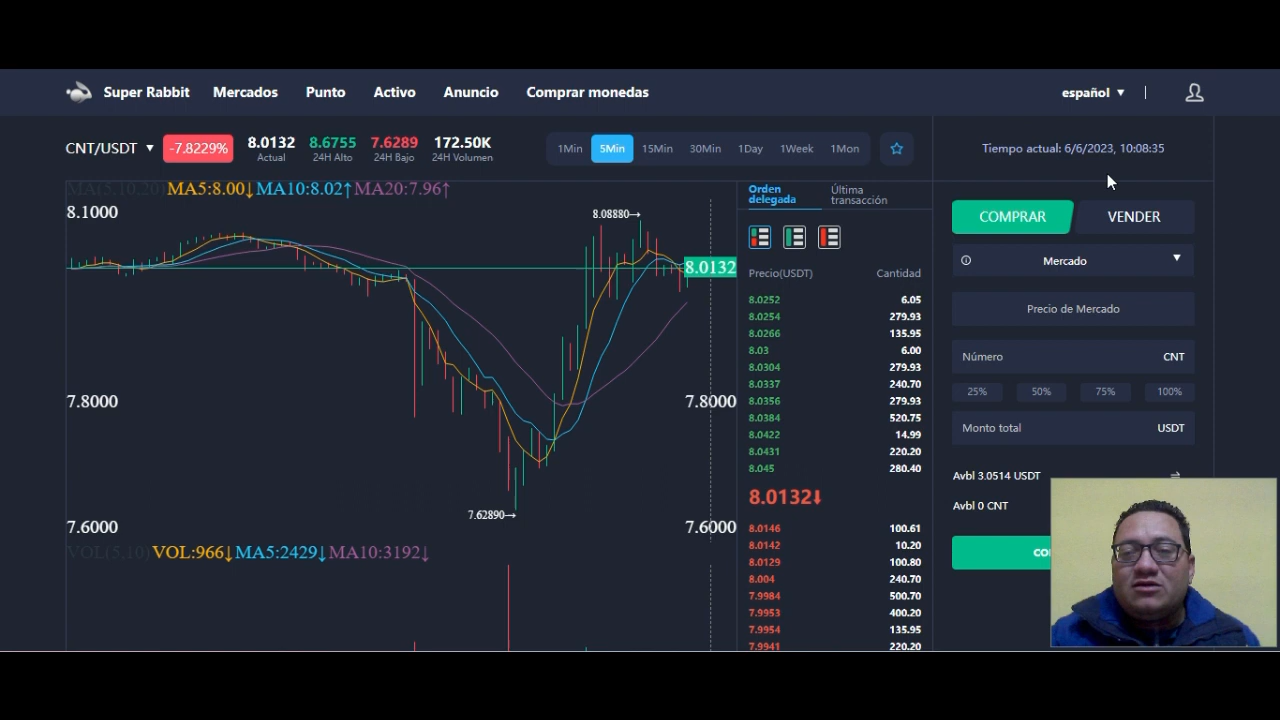 Super Rabbit Mercados Punto Activo Anuncio Comprar monedas español
CNT/USDT -7.8229% 8.0132 8.6755 7.6289 172.50K
Actual 24H Alto 24H Bajo 24H Volumen
1Min 5Min 15Min 30Min 1Day 1Week 1Mon
Tiempo actual: 6/6/2023, 10:08:35
MA(5,10,20) MA5:8.00↓ MA10:8.02↑ MA20:7.96↑
8.1000
8.08880→
8.0132
7.8000 7.8000
7.62890→
7.6000 7.6000
VOL(5,10) VOL:966↓ MA5:2429↓ MA10:3192↓
Orden delegada
Última transacción
Precio(USDT) Cantidad
8.0252 6.05
8.0254 279.93
8.0266 135.95
8.03 6.00
8.0304 279.93
8.0337 240.70
8.0356 279.93
8.0384 520.75
8.0422 14.99
8.0431 220.20
8.045 280.40
8.0132⬇
8.0146 100.61
8.0142 10.20
8.0129 100.80
8.004 240.70
7.9984 500.70
7.9953 400.20
7.9954 135.95
7.9941 220.20
COMPRAR VENDER
Mercado
Precio de Mercado
Número CNT
25% 50% 75% 100%
Monto total USDT
Avbl 3.0514 USDT
Avbl 0 CNT